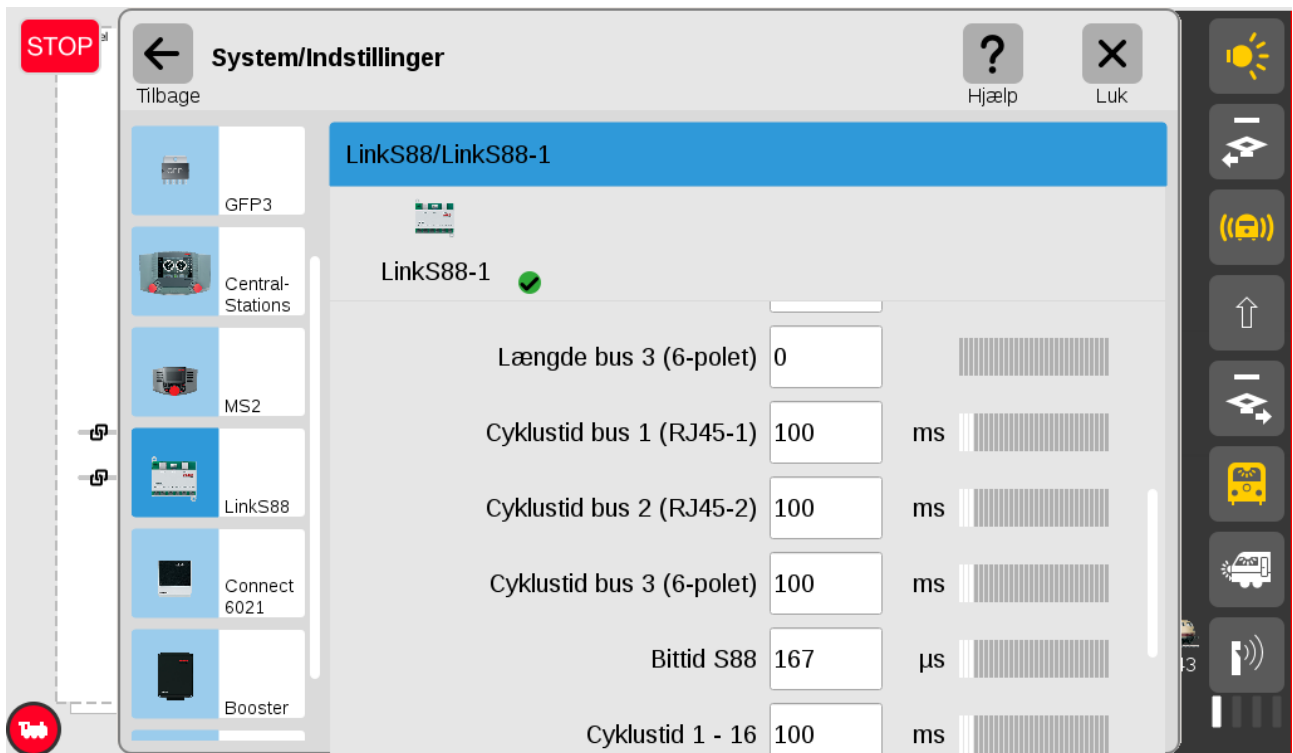 STOP
System/Indstillinger
Tilbage
Hjælp
Luk
GFP3
Central-
Stations
MS2
LinkS88
Connect
6021
Booster
LinkS88/LinkS88-1
LinkS88-1
Længde bus 3 (6-polet) 0
Cyklustid bus 1 (RJ45-1) 100 ms
Cyklustid bus 2 (RJ45-2) 100 ms
Cyklustid bus 3 (6-polet) 100 ms
Bittid S88 167 µs
Cyklustid 1 - 16 100 ms